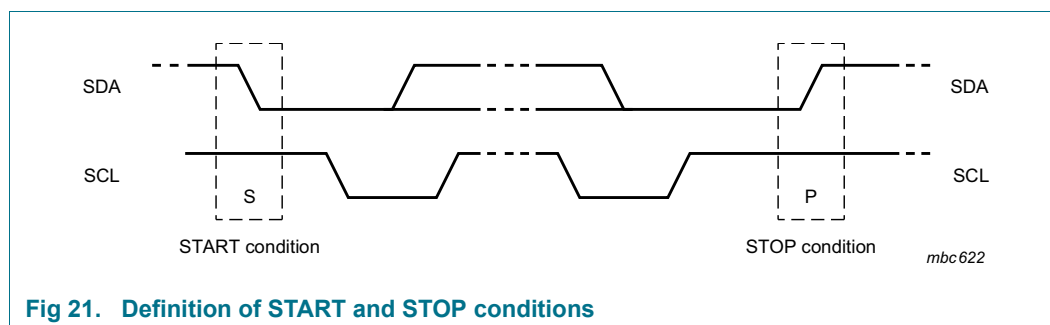 SDA
SDA
SCL
SCL
S
P
START condition
STOP condition
mbc622
Fig 21. Definition of START and STOP conditions